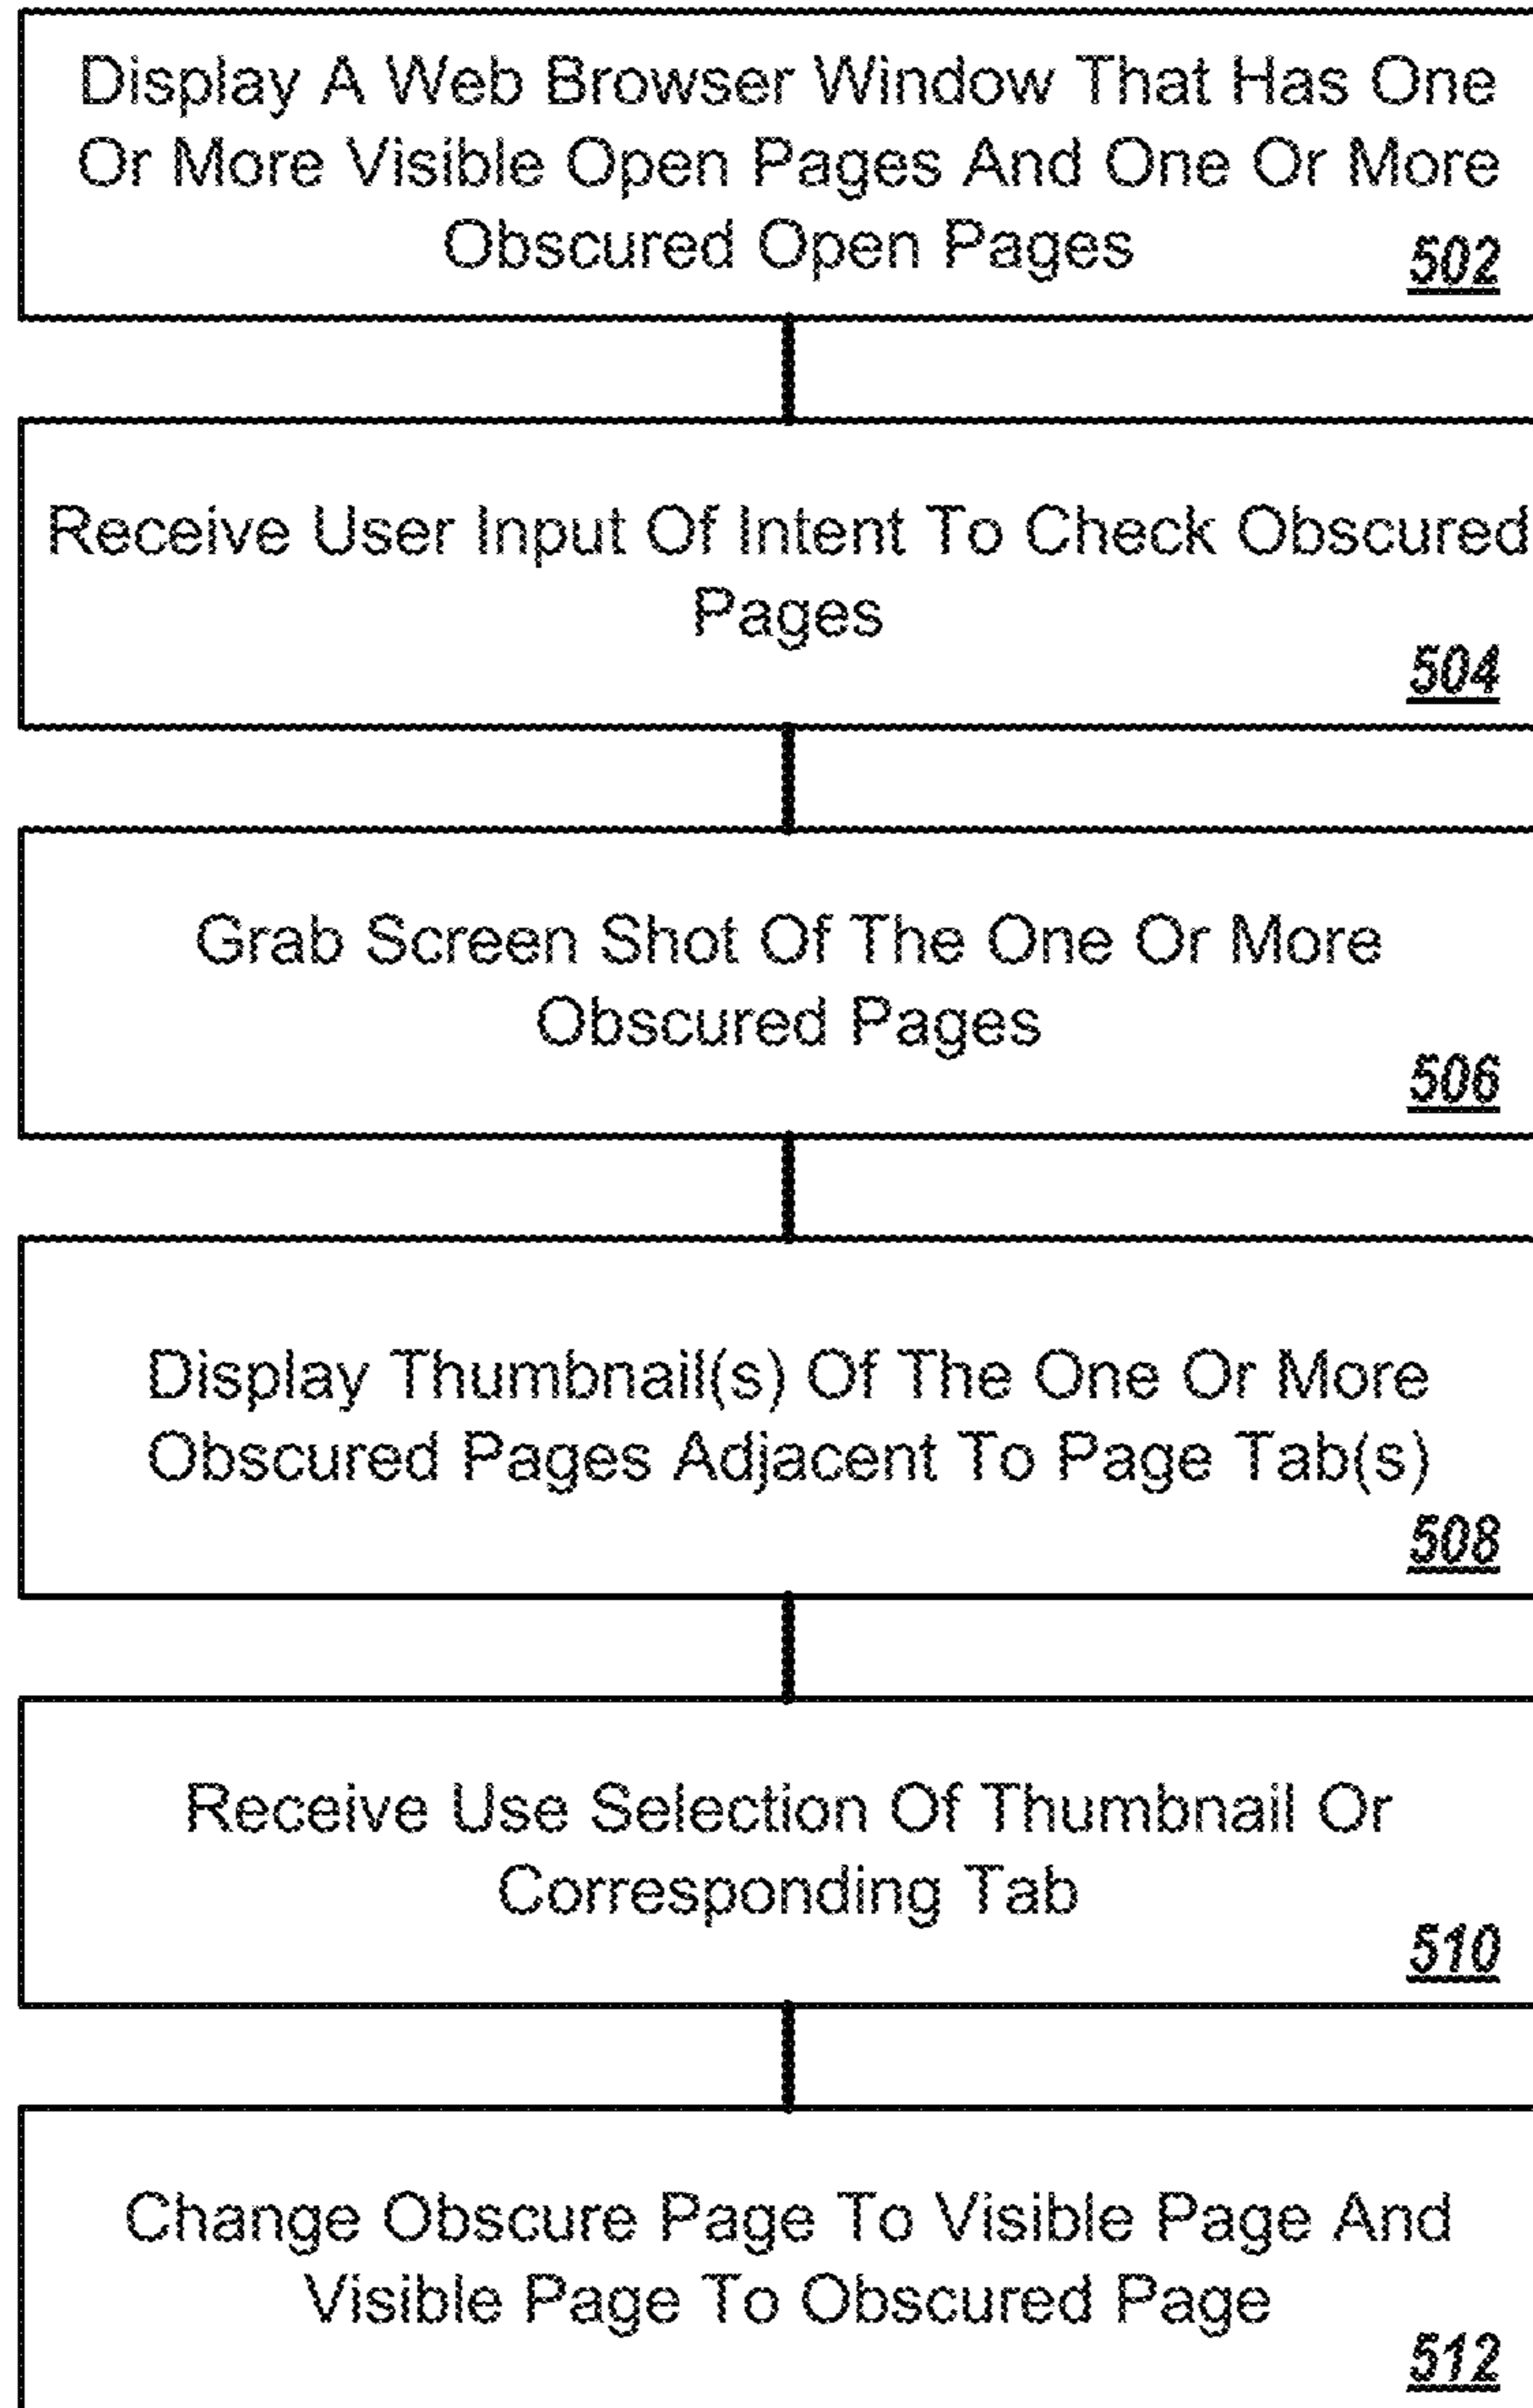 Display A Web Browser Window That Has One
Or More Visible Open Pages And One Or More
Obscured Open Pages
502
Receive User Input Of Intent To Check Obscured
Pages
504
Grab Screen Shot Of The One Or More
Obscured Pages
506
Display Thumbnail(s) Of The One Or More
Obscured Pages Adjacent To Page Tab(s)
508
Receive Use Selection Of Thumbnail Or
Corresponding Tab
510
Change Obscure Page To Visible Page And
Visible Page To Obscured Page
512